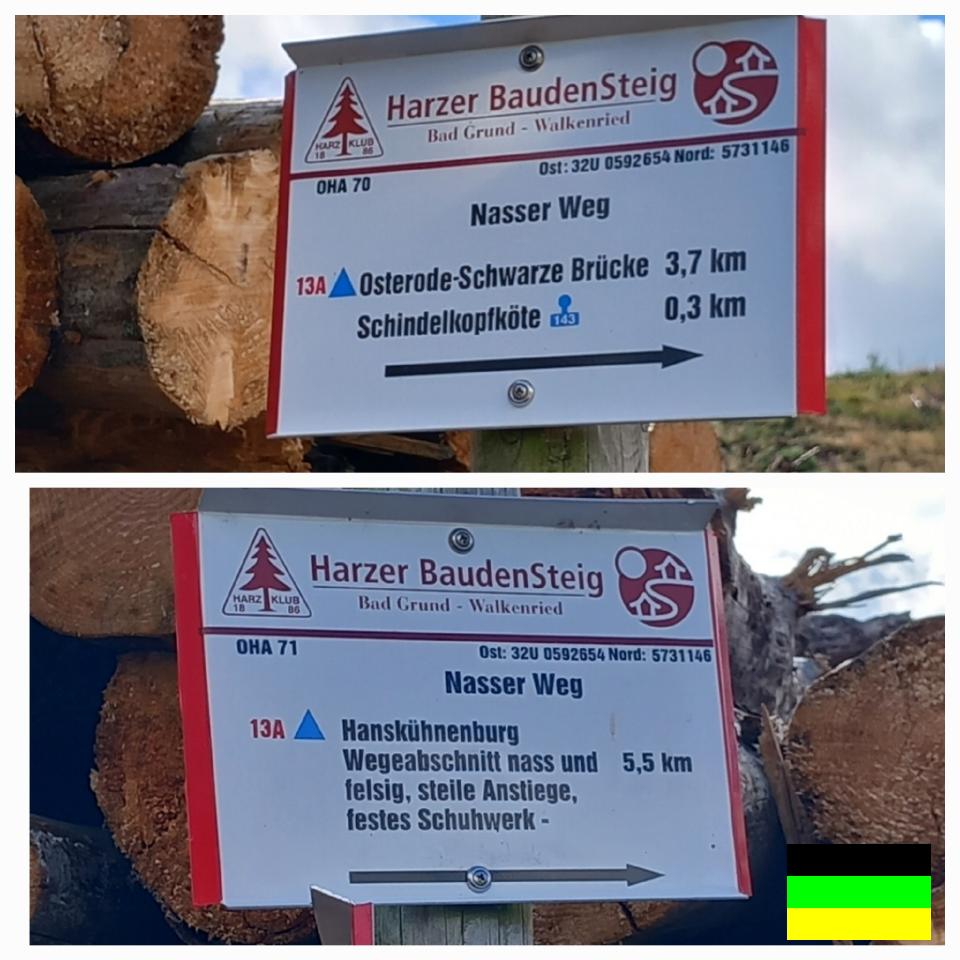 HARZ KLUB
18 86
Harzer BaudenSteig
Bad Grund - Walkenried
Ost: 32U 0592654 Nord: 5731146
OHA 70
Nasser Weg
13A Osterode-Schwarze Brücke 3,7 km
Schindelkopfköte 143 0,3 km
HARZ KLUB
18 86
Harzer BaudenSteig
Bad Grund - Walkenried
OHA 71
Ost: 32U 0592654 Nord: 5731146
Nasser Weg
13A Hanskühnenburg
Wegeabschnitt nass und 5,5 km
felsig, steile Anstiege,
festes Schuhwerk -